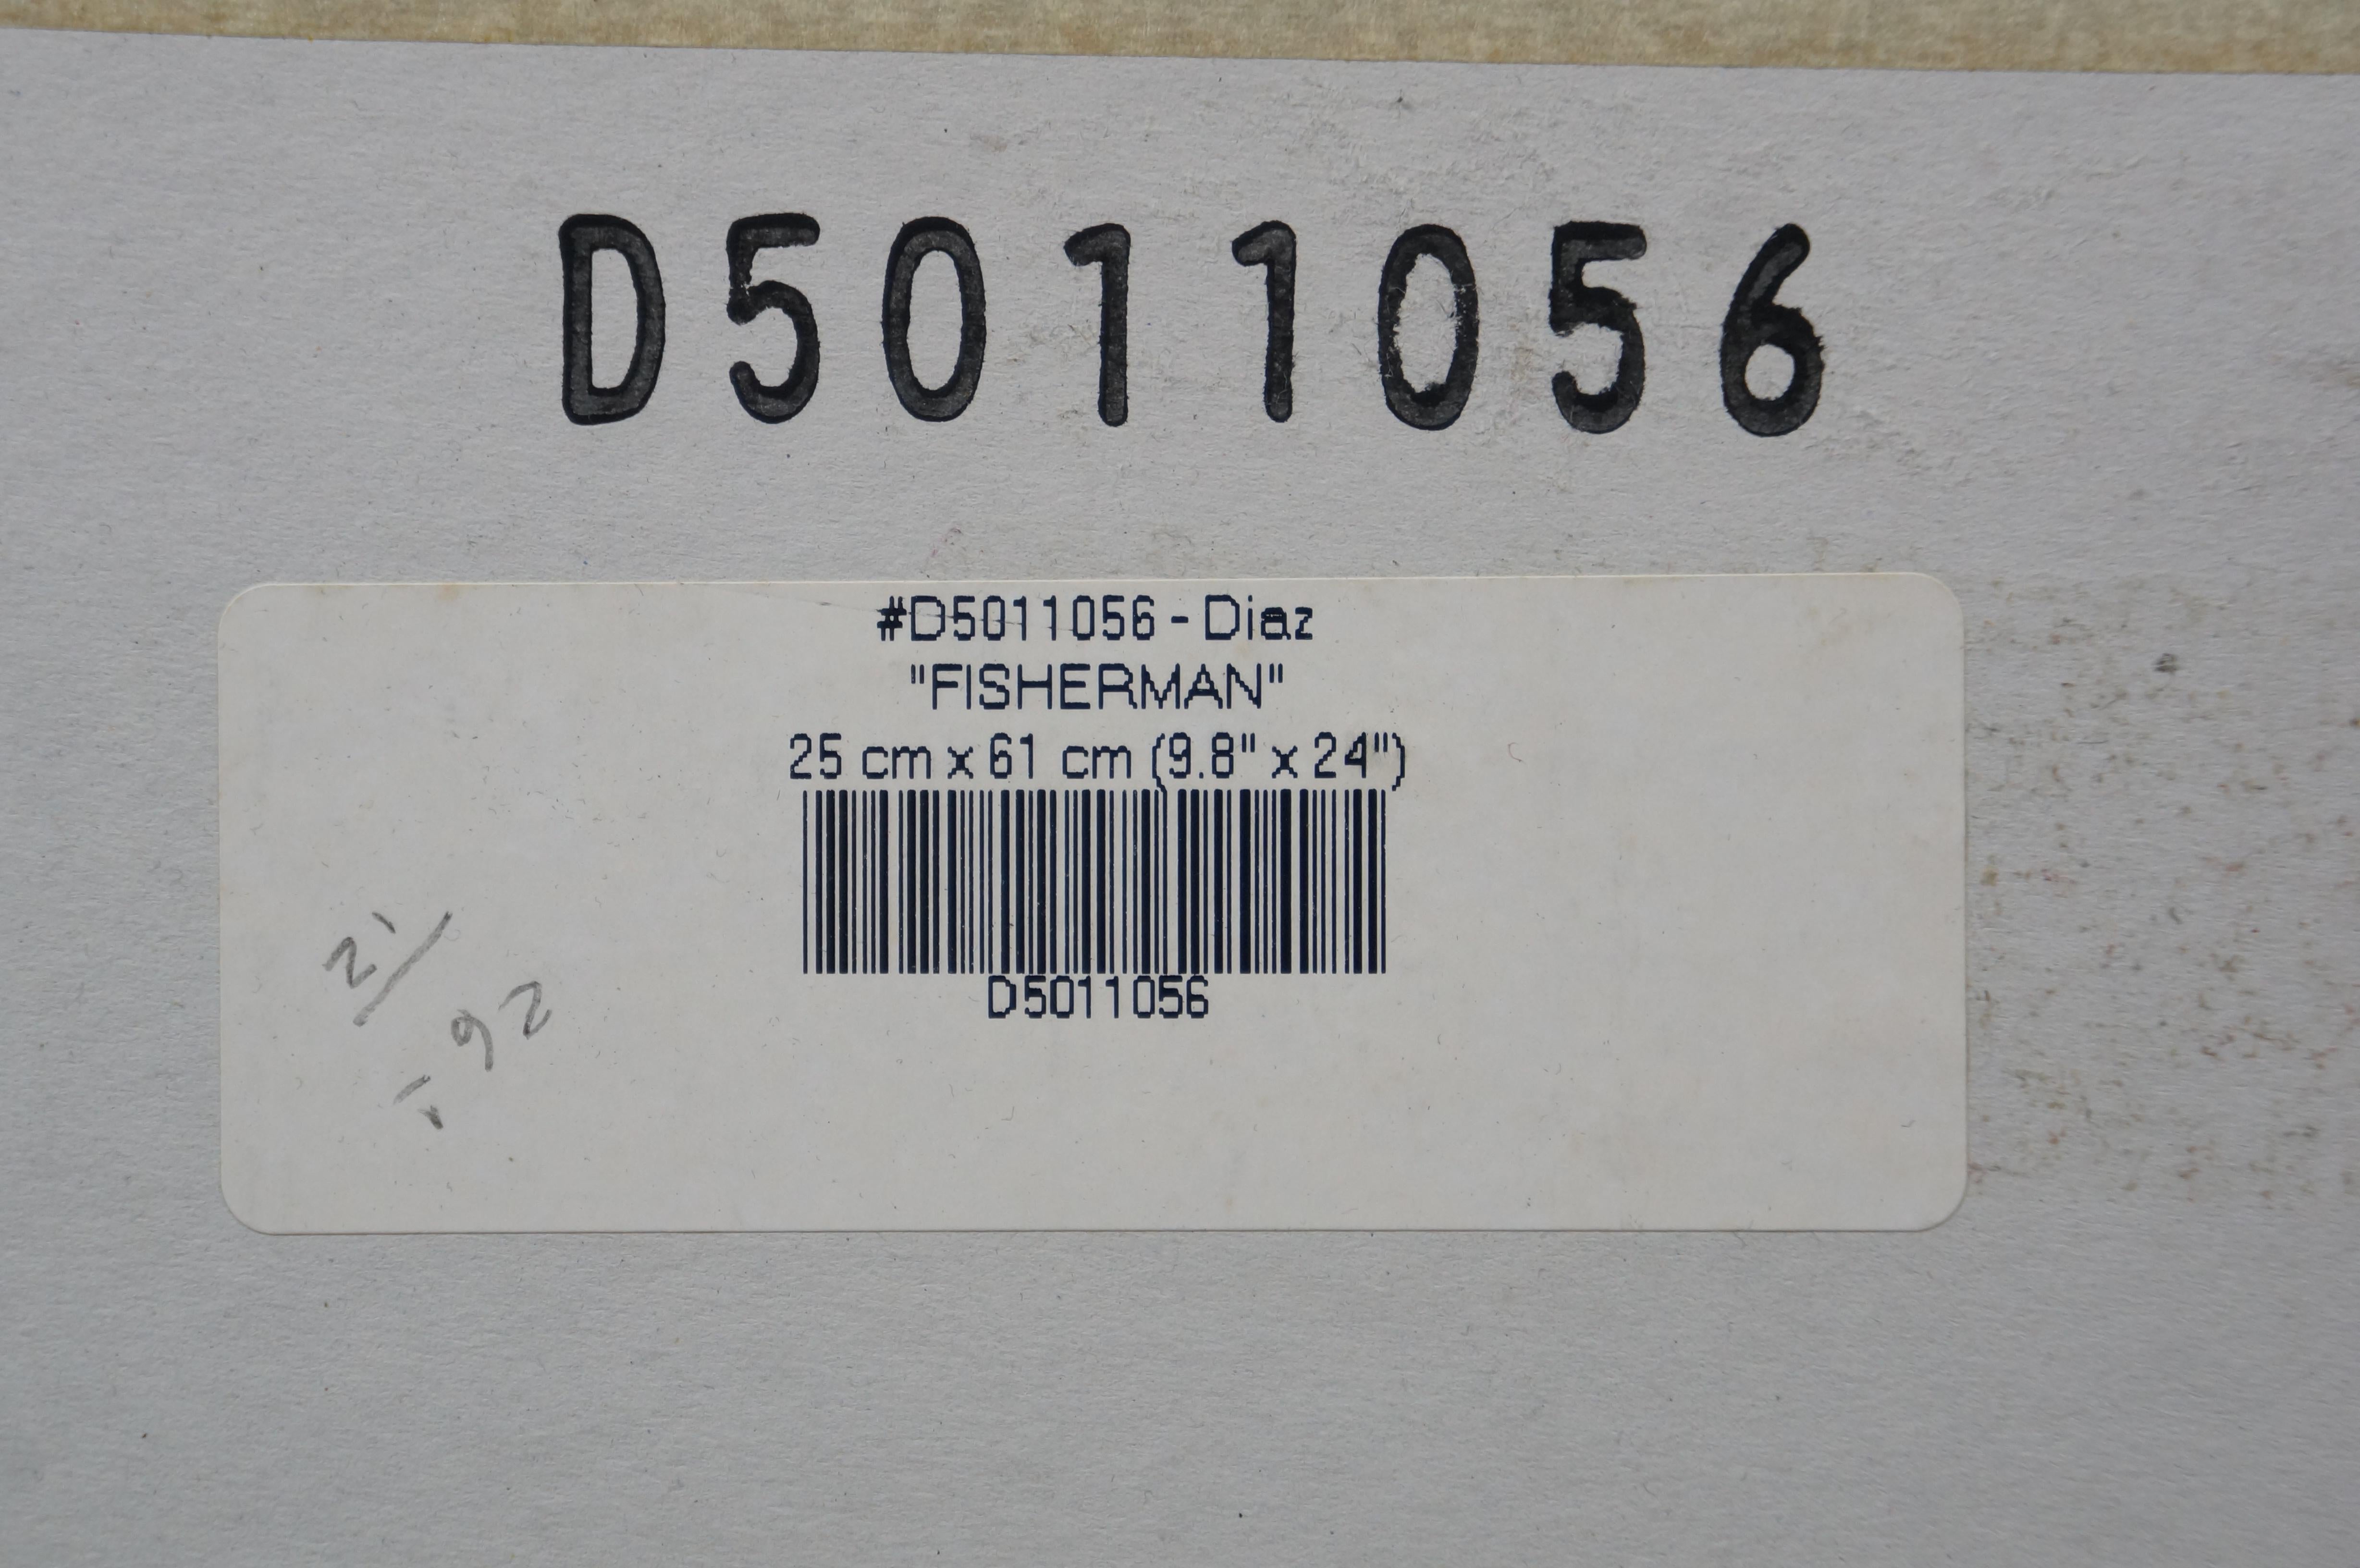 D5011056
#D5011056 - Diaz
"FISHERMAN"
25 cm x 61 cm (9.8" x 24")
D5011056